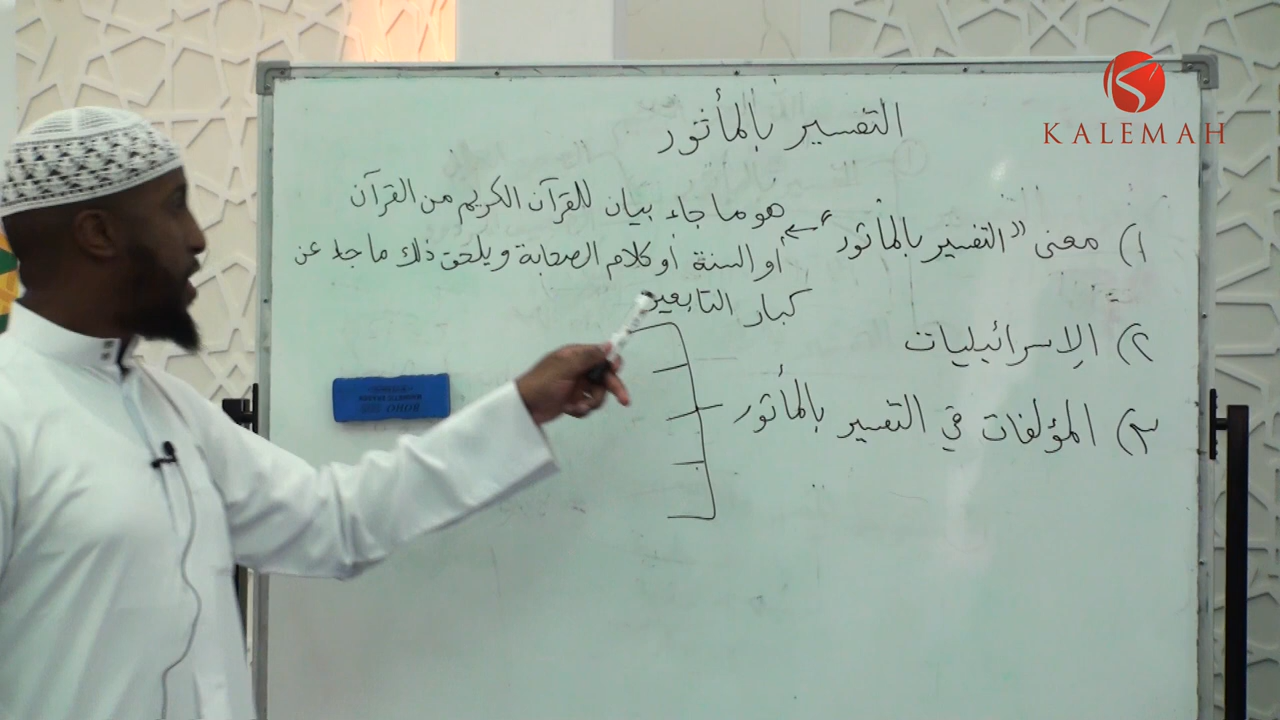 KALEMAH
التفسير بالمأثور
١) معنى "التفسير بالمأثور" ← هو ما جاء بيان للقرآن الكريم من القرآن
أو السنة أو كلام الصحابة ويلحق ذلك ما جاء عن
كبار التابعين
٢) الإسرائيليات
٣) المؤلفات في التفسير بالمأثور